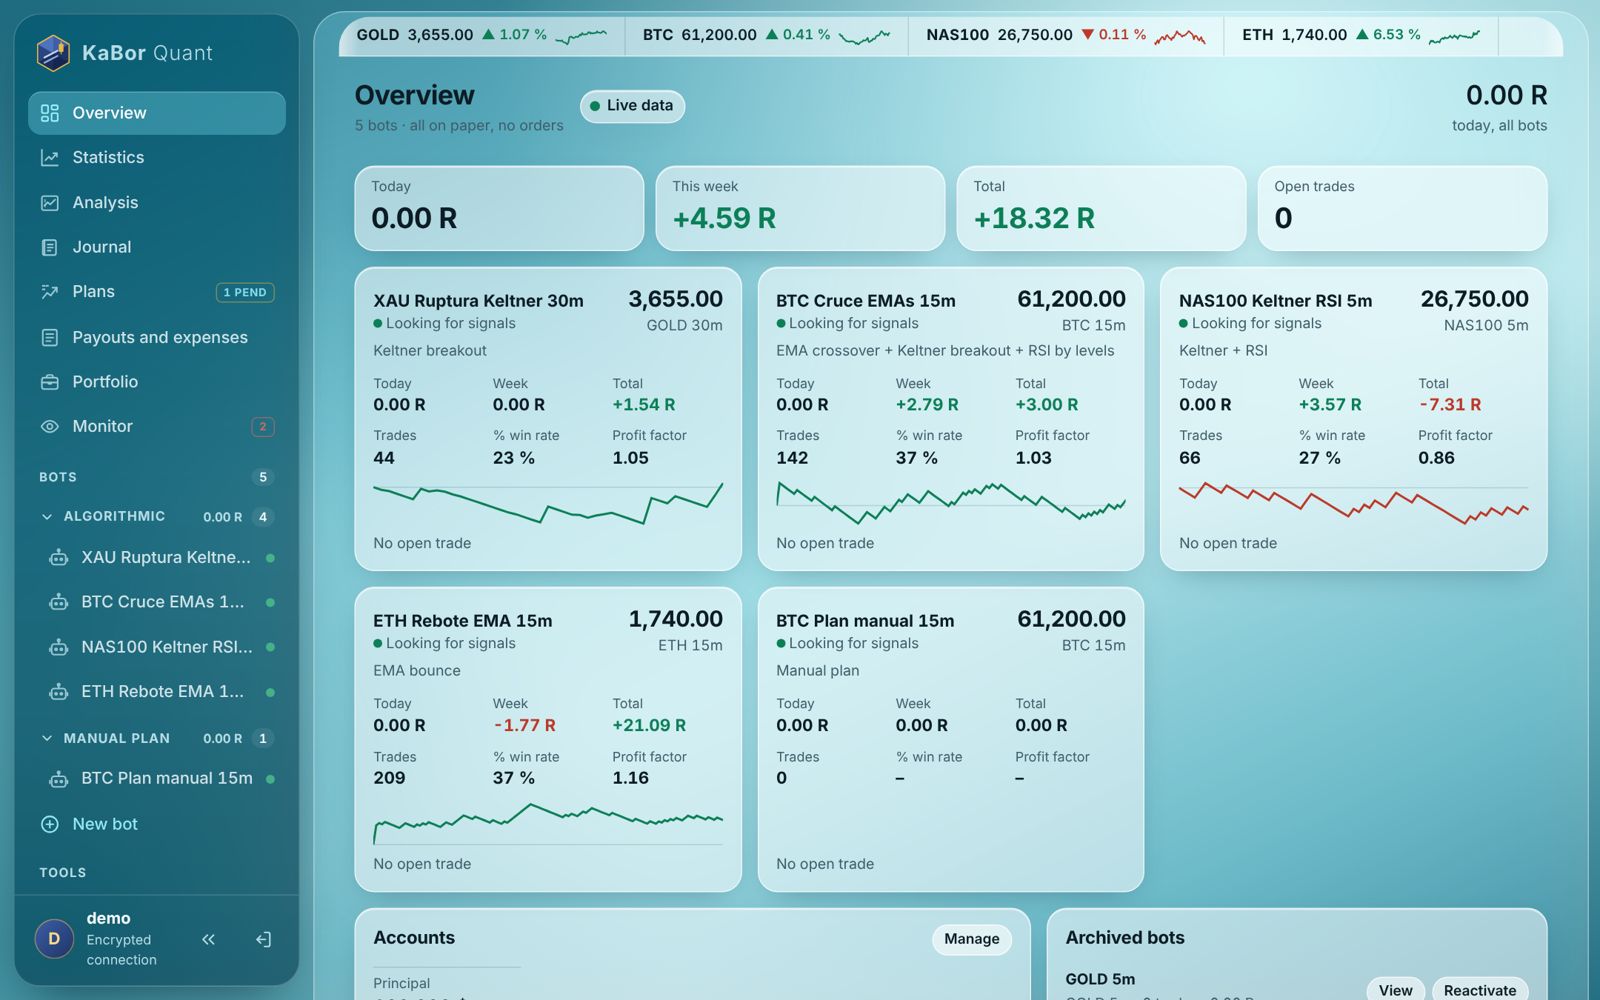 KaBor Quant
Overview
Statistics
Analysis
Journal
Plans
1 PEND
Payouts and expenses
Portfolio
Monitor
2
BOTS
5
ALGORITHMIC 0.00 R 4
XAU Ruptura Keltne...
BTC Cruce EMAs 1...
NAS100 Keltner RSI...
ETH Rebote EMA 1...
MANUAL PLAN 0.00 R 1
BTC Plan manual 15m
New bot
TOOLS
D
demo
Encrypted
connection
GOLD 3,655.00 ▲ 1.07 %
BTC 61,200.00 ▲ 0.41 %
NAS100 26,750.00 ▼ 0.11 %
ETH 1,740.00 ▲ 6.53 %
Overview
5 bots · all on paper, no orders
Live data
0.00 R
today, all bots
Today
0.00 R
This week
+4.59 R
Total
+18.32 R
Open trades
0
XAU Ruptura Keltner 30m 3,655.00
Looking for signals GOLD 30m
Keltner breakout
Today Week Total
0.00 R 0.00 R +1.54 R
Trades % win rate Profit factor
44 23 % 1.05
No open trade
BTC Cruce EMAs 15m 61,200.00
Looking for signals BTC 15m
EMA crossover + Keltner breakout + RSI by levels
Today Week Total
0.00 R +2.79 R +3.00 R
Trades % win rate Profit factor
142 37 % 1.03
No open trade
NAS100 Keltner RSI 5m 26,750.00
Looking for signals NAS100 5m
Keltner + RSI
Today Week Total
0.00 R +3.57 R -7.31 R
Trades % win rate Profit factor
66 27 % 0.86
No open trade
ETH Rebote EMA 15m 1,740.00
Looking for signals ETH 15m
EMA bounce
Today Week Total
0.00 R -1.77 R +21.09 R
Trades % win rate Profit factor
209 37 % 1.16
No open trade
BTC Plan manual 15m 61,200.00
Looking for signals BTC 15m
Manual plan
Today Week Total
0.00 R 0.00 R 0.00 R
Trades % win rate Profit factor
0 – –
No open trade
Accounts
Manage
Principal
Archived bots
GOLD 5m
View
Reactivate